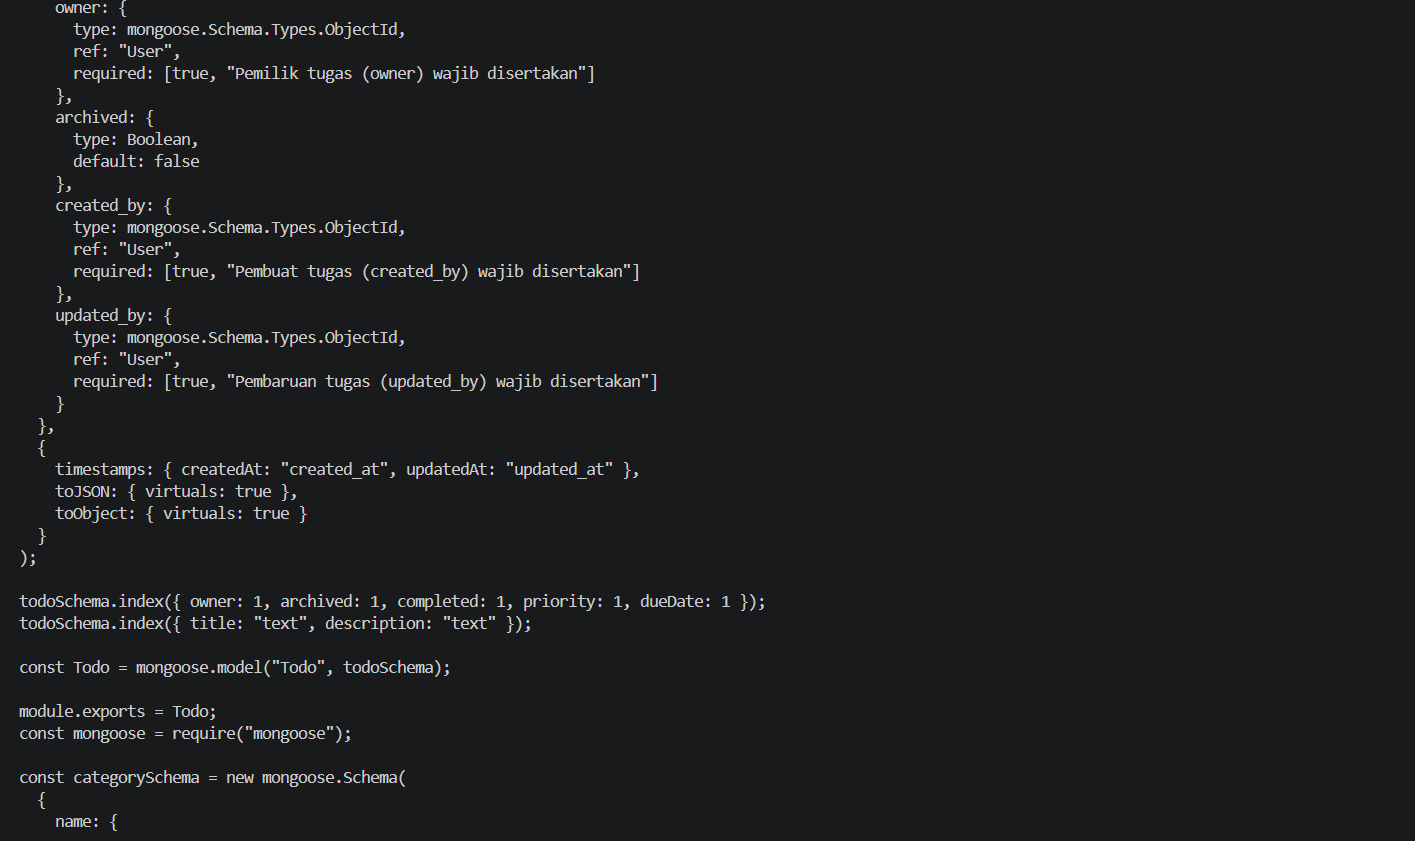 owner: {
type: mongoose.Schema.Types.ObjectId,
ref: "User",
required: [true, "Pemilik tugas (owner) wajib disertakan"]
},
archived: {
type: Boolean,
default: false
},
created_by: {
type: mongoose.Schema.Types.ObjectId,
ref: "User",
required: [true, "Pembuat tugas (created_by) wajib disertakan"]
},
updated_by: {
type: mongoose.Schema.Types.ObjectId,
ref: "User",
required: [true, "Pembaruan tugas (updated_by) wajib disertakan"]
}
},
{
timestamps: { createdAt: "created_at", updatedAt: "updated_at" },
toJSON: { virtuals: true },
toObject: { virtuals: true }
}
);
todoSchema.index({ owner: 1, archived: 1, completed: 1, priority: 1, dueDate: 1 });
todoSchema.index({ title: "text", description: "text" });
const Todo = mongoose.model("Todo", todoSchema);
module.exports = Todo;
const mongoose = require("mongoose");
const categorySchema = new mongoose.Schema(
{
name: {